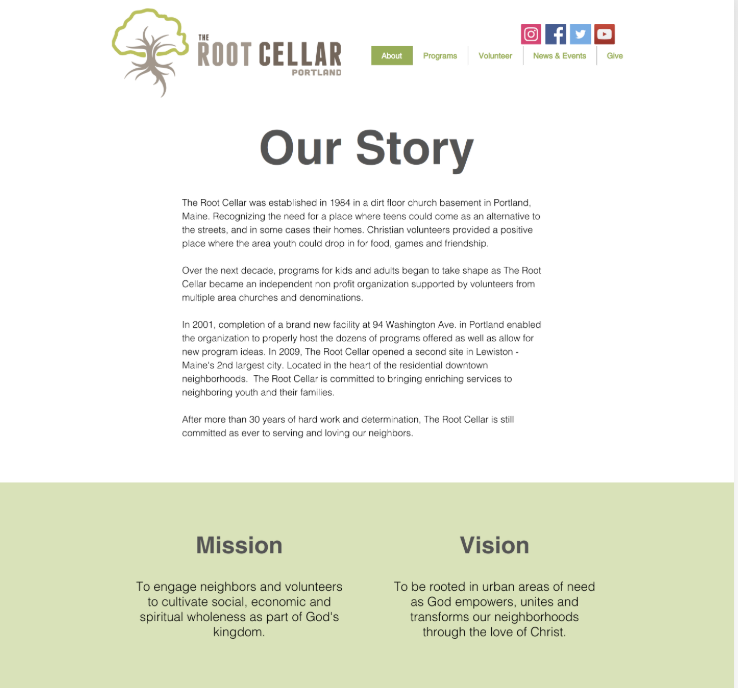 THE
ROOT CELLAR
PORTLAND
About
Programs
Volunteer
News & Events
Give
Our Story
The Root Cellar was established in 1984 in a dirt floor church basement in Portland,
Maine. Recognizing the need for a place where teens could come as an alternative to
the streets, and in some cases their homes. Christian volunteers provided a positive
place where the area youth could drop in for food, games and friendship.
Over the next decade, programs for kids and adults began to take shape as The Root
Cellar became an independent non profit organization supported by volunteers from
multiple area churches and denominations.
In 2001, completion of a brand new facility at 94 Washington Ave. in Portland enabled
the organization to properly host the dozens of programs offered as well as allow for
new program ideas. In 2009, The Root Cellar opened a second site in Lewiston -
Maine's 2nd largest city. Located in the heart of the residential downtown
neighborhoods.  The Root Cellar is committed to bringing enriching services to
neighboring youth and their families.
After more than 30 years of hard work and determination, The Root Cellar is still
committed as ever to serving and loving our neighbors.
Mission
To engage neighbors and volunteers
to cultivate social, economic and
spiritual wholeness as part of God's
kingdom.
Vision
To be rooted in urban areas of need
as God empowers, unites and
transforms our neighborhoods
through the love of Christ.